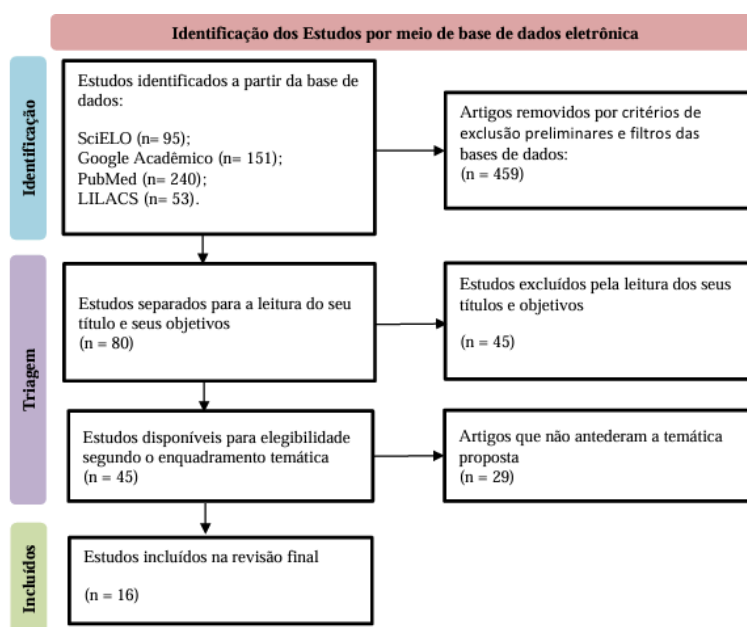 Identificação dos Estudos por meio de base de dados eletrônica
Identificação
Estudos identificados a partir da base de
dados:
SciELO (n= 95);
Google Acadêmico (n= 151);
PubMed (n= 240);
LILACS (n= 53).
Artigos removidos por critérios de
exclusão preliminares e filtros das
bases de dados:
(n = 459)
Triagem
Estudos separados para a leitura do seu
título e seus objetivos
(n = 80)
Estudos excluídos pela leitura dos seus
títulos e objetivos
(n = 45)
Estudos disponíveis para elegibilidade
segundo o enquadramento temática
(n = 45)
Artigos que não antederam a temática
proposta
(n = 29)
Incluídos
Estudos incluídos na revisão final
(n = 16)